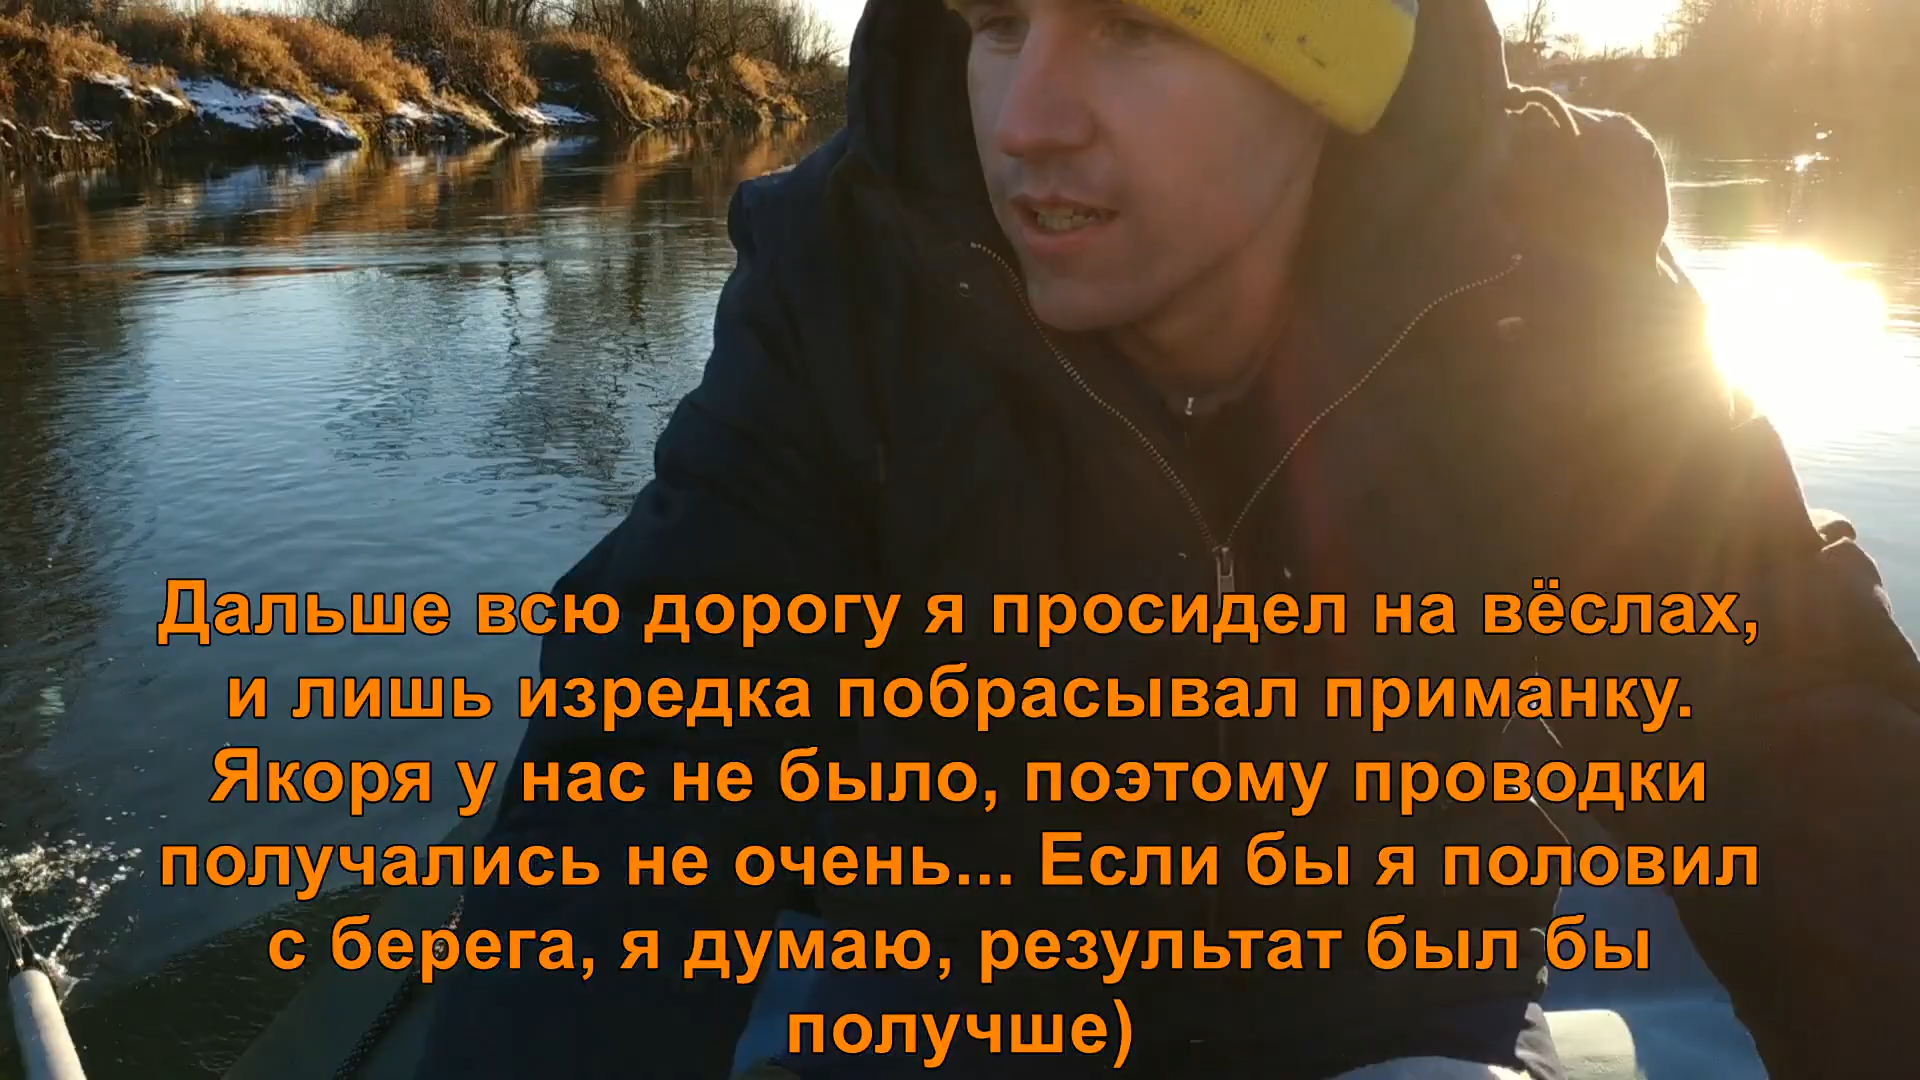 Дальше всю дорогу я просидел на вёслах,
и лишь изредка побрасывал приманку.
Якоря у нас не было, поэтому проводки
получались не очень... Если бы я половил
с берега, я думаю, результат был бы
получше)